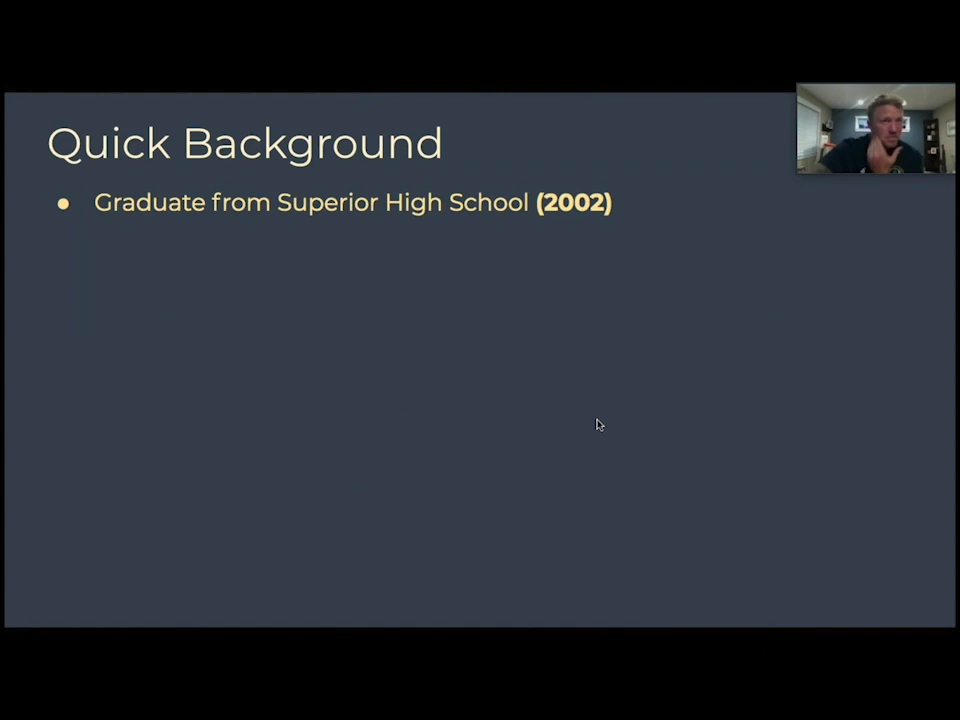 Quick Background
● Graduate from Superior High School (2002)